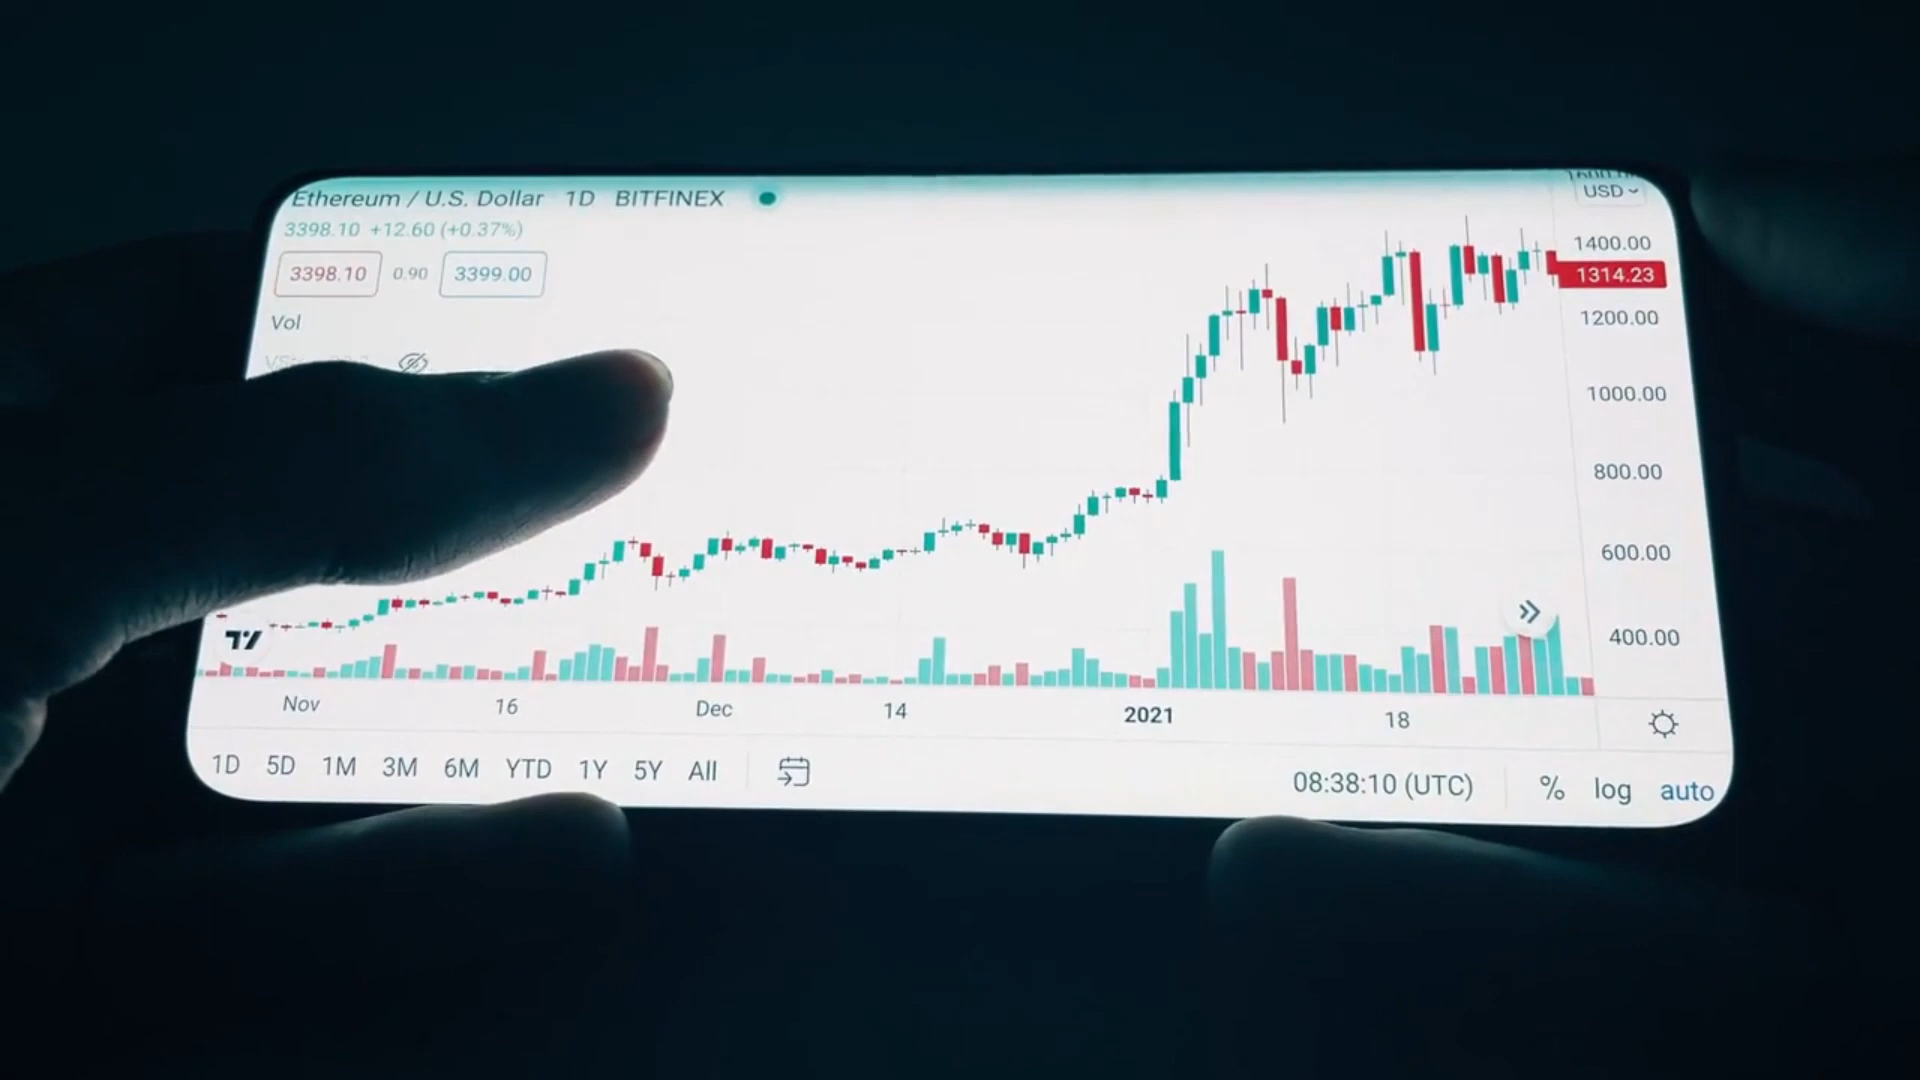 Ethereum / U.S. Dollar 1D BITFINEX
USD
3398.10 +12.60 (+0.37%)
3398.10 0.90 3399.00
Vol
1400.00
1314.23
1200.00
1000.00
800.00
600.00
400.00
Nov 16 Dec 14 2021 18
1D 5D 1M 3M 6M YTD 1Y 5Y All
08:38:10 (UTC) % log auto